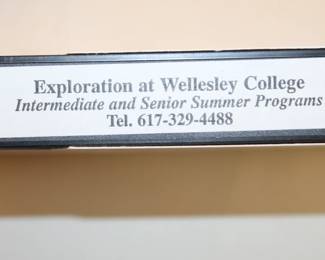 Exploration at Wellesley College
Intermediate and Senior Summer Programs
Tel. 617-329-4488